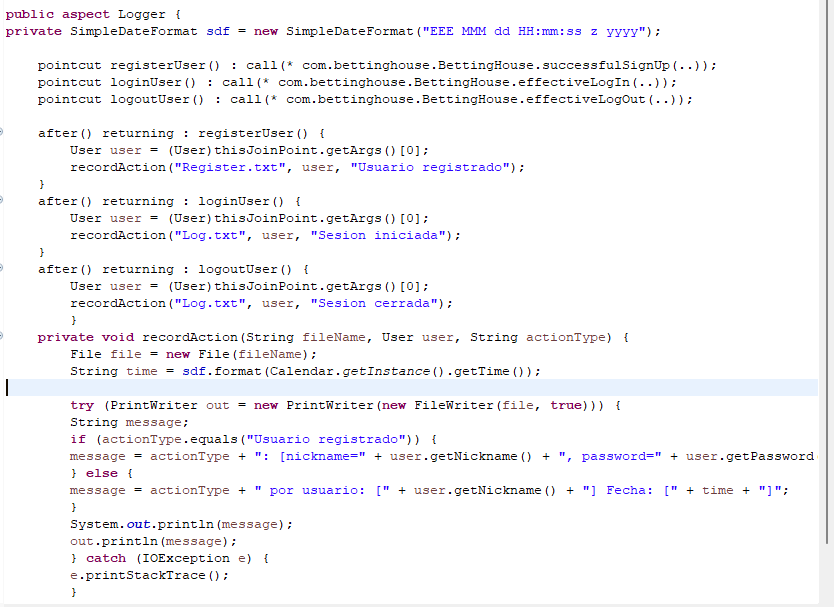 public aspect Logger {
private SimpleDateFormat sdf = new SimpleDateFormat("EEE MMM dd HH:mm:ss z yyyy");
pointcut registerUser() : call(* com.bettinghouse.BettingHouse.successfulSignUp(..));
pointcut loginUser() : call(* com.bettinghouse.BettingHouse.effectiveLogIn(..));
pointcut logoutUser() : call(* com.bettinghouse.BettingHouse.effectiveLogOut(..));
after() returning : registerUser() {
User user = (User)thisJoinPoint.getArgs()[0];
recordAction("Register.txt", user, "Usuario registrado");
}
after() returning : loginUser() {
User user = (User)thisJoinPoint.getArgs()[0];
recordAction("Log.txt", user, "Sesion iniciada");
}
after() returning : logoutUser() {
User user = (User)thisJoinPoint.getArgs()[0];
recordAction("Log.txt", user, "Sesion cerrada");
}
private void recordAction(String fileName, User user, String actionType) {
File file = new File(fileName);
String time = sdf.format(Calendar.getInstance().getTime());
try (PrintWriter out = new PrintWriter(new FileWriter(file, true))) {
String message;
if (actionType.equals("Usuario registrado")) {
message = actionType + ": [nickname=" + user.getNickname() + ", password=" + user.getPassword
} else {
message = actionType + " por usuario: [" + user.getNickname() + "] Fecha: [" + time + "]";
}
System.out.println(message);
out.println(message);
} catch (IOException e) {
e.printStackTrace();
}